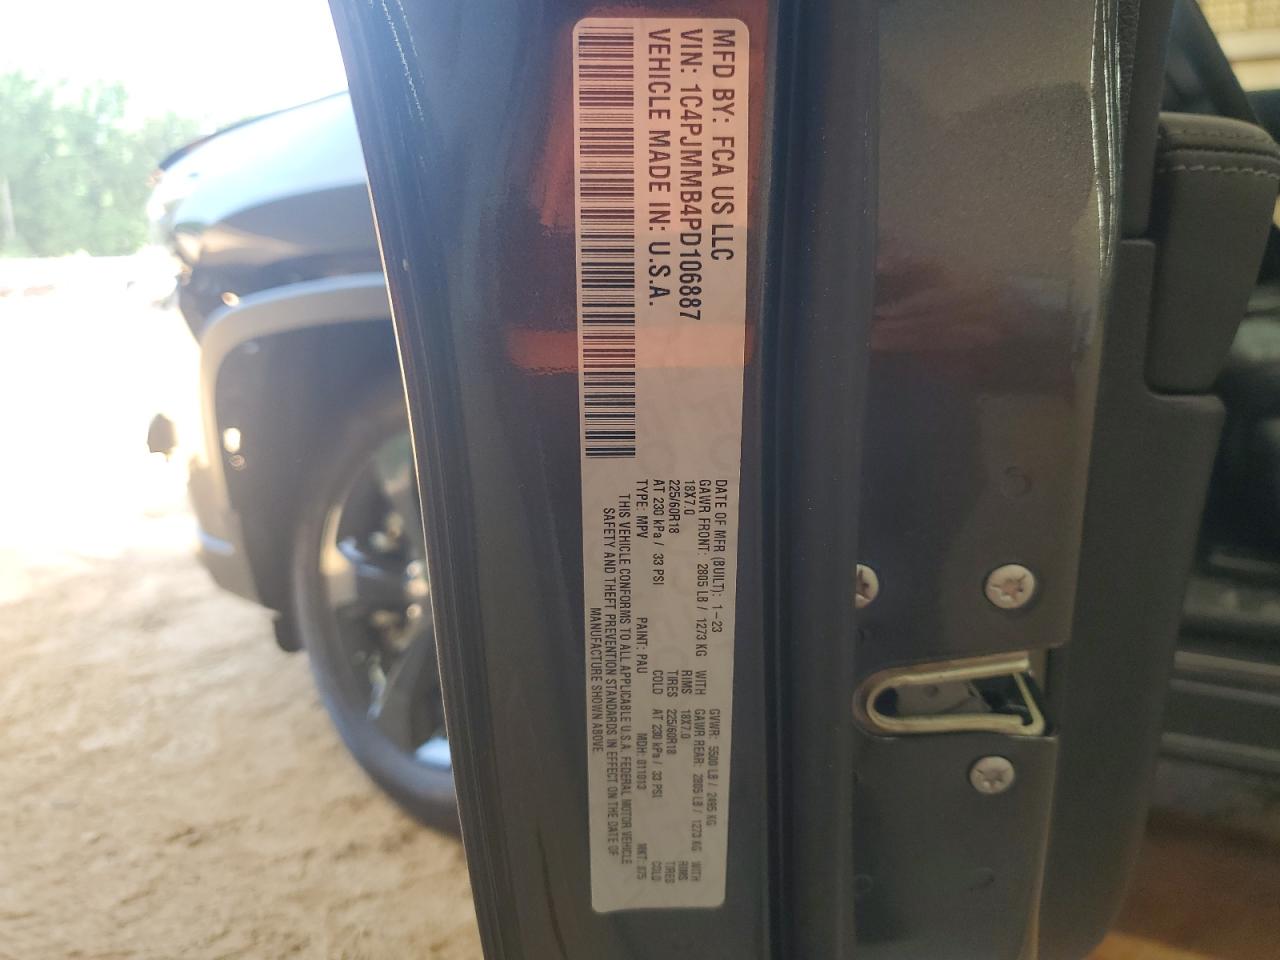 MFD BY: FCA US LLC
VIN: 1C4PJMMB4PD106887
VEHICLE MADE IN: U.S.A.
DATE OF MFR (BUILT): 1-23 GVWR: 5500 LB / 2495 KG
GAWR FRONT: 2805 LB / 1273 KG WITH GAWR REAR: 2805 LB / 1273 KG WITH
18X7.0 RIMS 18X7.0 RIMS
225/60R18 TIRES 225/60R18 TIRES
AT 230 kPa / 33 PSI COLD AT 230 kPa / 33 PSI COLD
TYPE: MPV PAINT: PAU MDH: 011013 MKT: 875
THIS VEHICLE CONFORMS TO ALL APPLICABLE U.S.A. FEDERAL MOTOR VEHICLE
SAFETY AND THEFT PREVENTION STANDARDS IN EFFECT ON THE DATE OF
MANUFACTURE SHOWN ABOVE